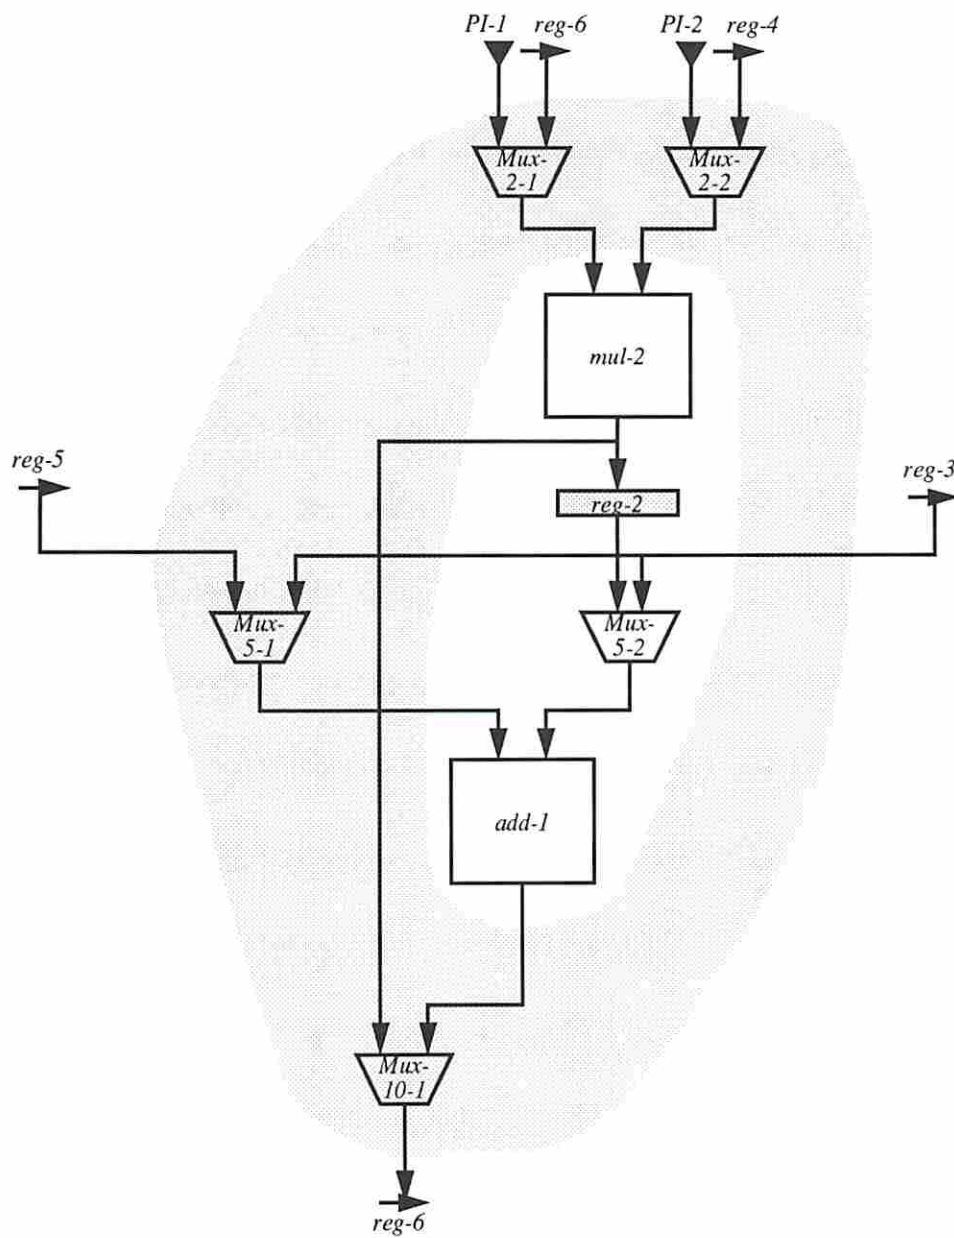 PI-1 reg-6 PI-2 reg-4
Mux-
2-1
Mux-
2-2
mul-2
reg-5
reg-3
reg-2
Mux-
5-1
Mux-
5-2
add-1
Mux-
10-1
reg-6